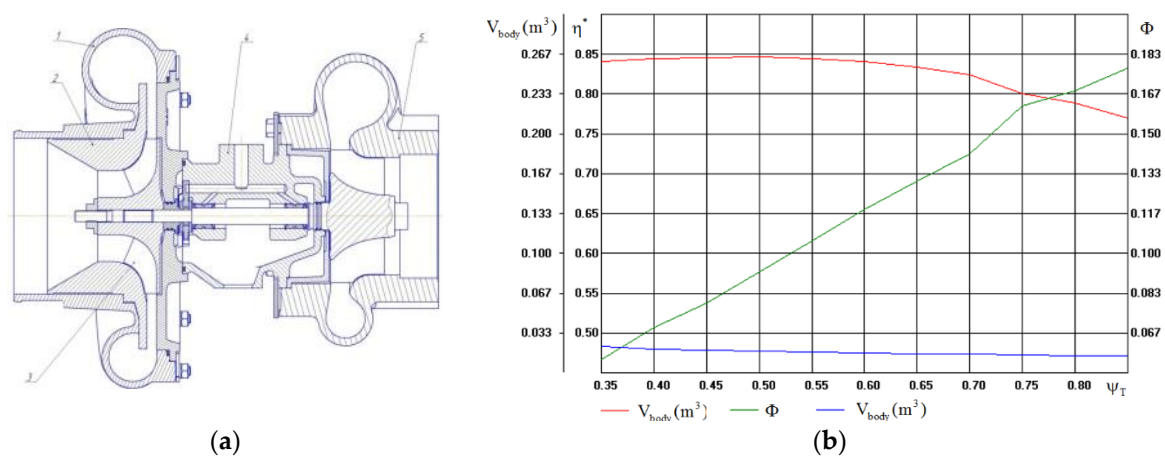 1
2
3
4
5
V_body(m³) η* Φ
0.267 0.85 0.183
0.233 0.80 0.167
0.200 0.75 0.150
0.167 0.70 0.133
0.133 0.65 0.117
0.100 0.60 0.100
0.067 0.55 0.083
0.033 0.50 0.067
0.35 0.40 0.45 0.50 0.55 0.60 0.65 0.70 0.75 0.80 Ψ_T
V_body(m³) Φ V_body(m³)
(a) (b)